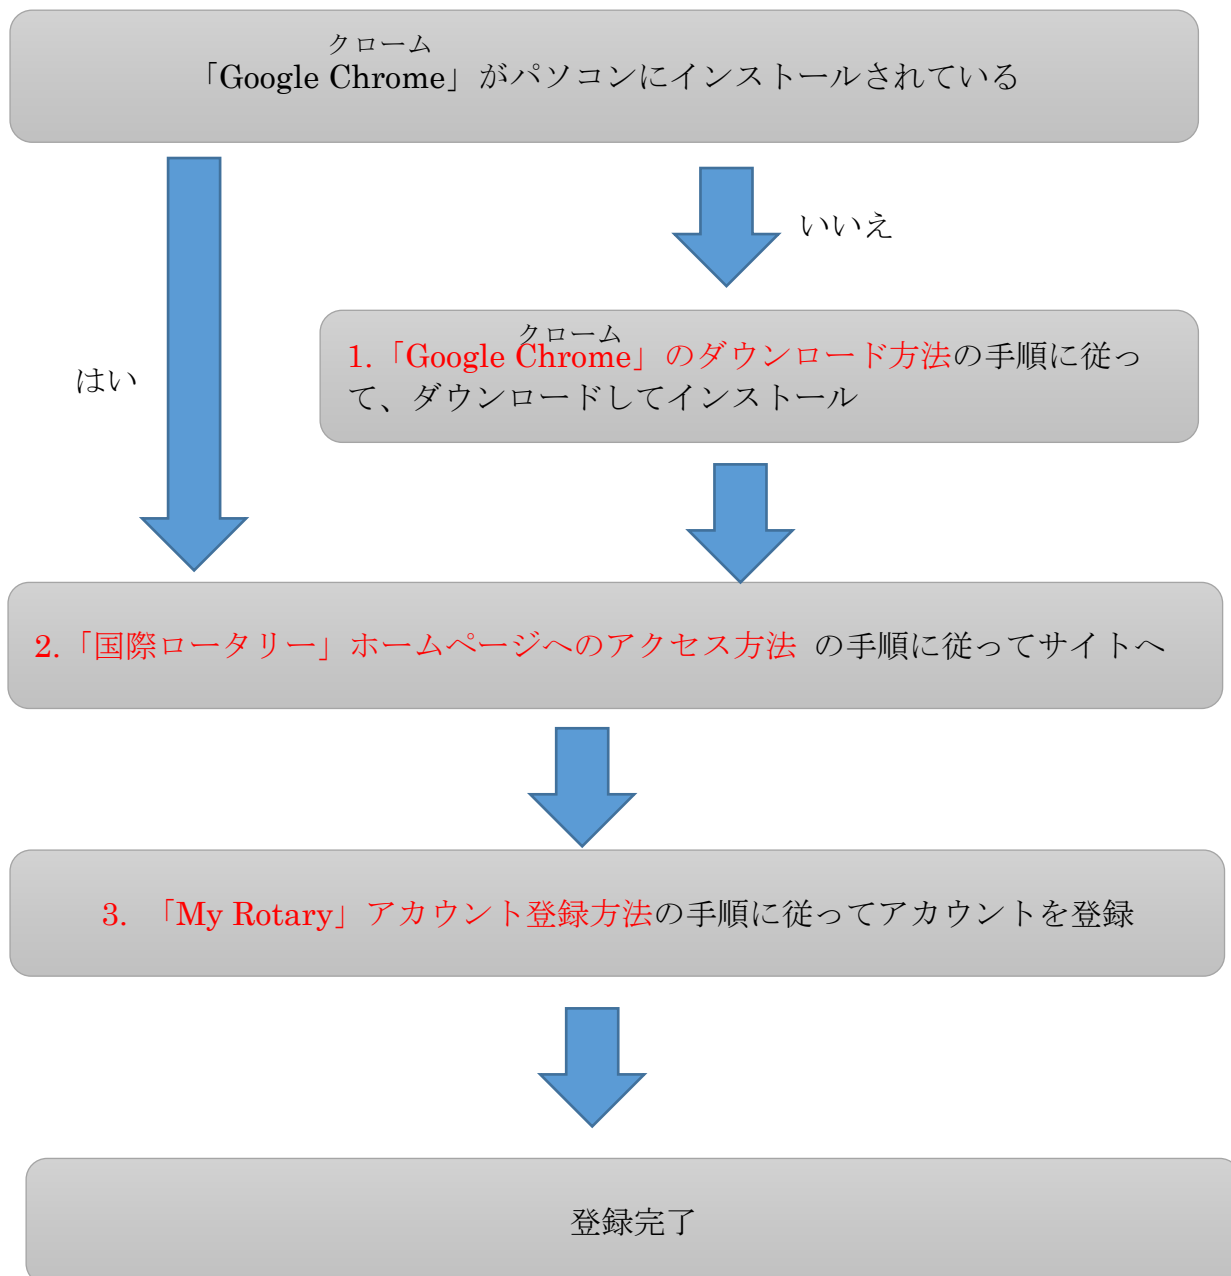 クローム
「Google Chrome」がパソコンにインストールされている
いいえ
はい
クローム
1.「Google Chrome」のダウンロード方法の手順に従っ
て、ダウンロードしてインストール
2.「国際ロータリー」ホームページへのアクセス方法 の手順に従ってサイトへ
3. 「My Rotary」アカウント登録方法の手順に従ってアカウントを登録
登録完了